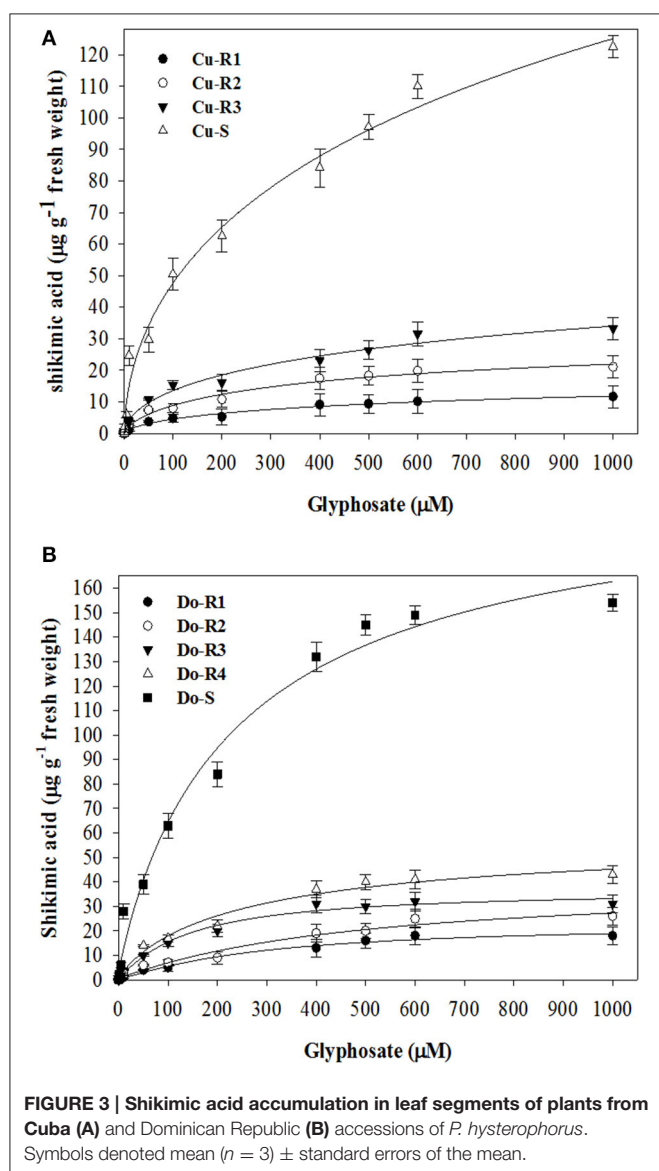 A
Cu-R1
Cu-R2
Cu-R3
Cu-S
shikimic acid (µg g⁻¹ fresh weight)
120
110
100
90
80
70
60
50
40
30
20
10
0
0 100 200 300 400 500 600 700 800 900 1000
Glyphosate (µM)
B
Do-R1
Do-R2
Do-R3
Do-R4
Do-S
Shikimic acid (µg g⁻¹ fresh weight)
160
150
140
130
120
110
100
90
80
70
60
50
40
30
20
10
0
0 100 200 300 400 500 600 700 800 900 1000
Glyphosate (µM)
FIGURE 3 | Shikimic acid accumulation in leaf segments of plants from
Cuba (A) and Dominican Republic (B) accessions of P. hysterophorus.
Symbols denoted mean (n = 3) ± standard errors of the mean.